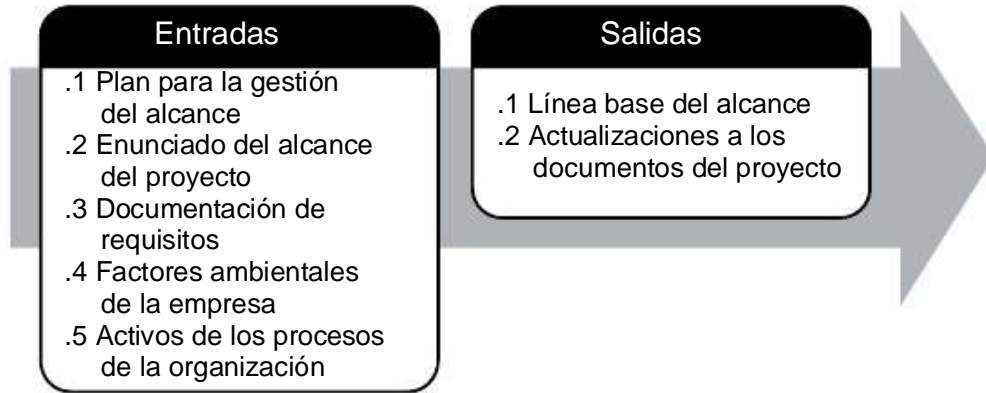 Entradas
.1 Plan para la gestión
del alcance
.2 Enunciado del alcance
del proyecto
.3 Documentación de
requisitos
.4 Factores ambientales
de la empresa
.5 Activos de los procesos
de la organización
Salidas
.1 Línea base del alcance
.2 Actualizaciones a los
documentos del proyecto